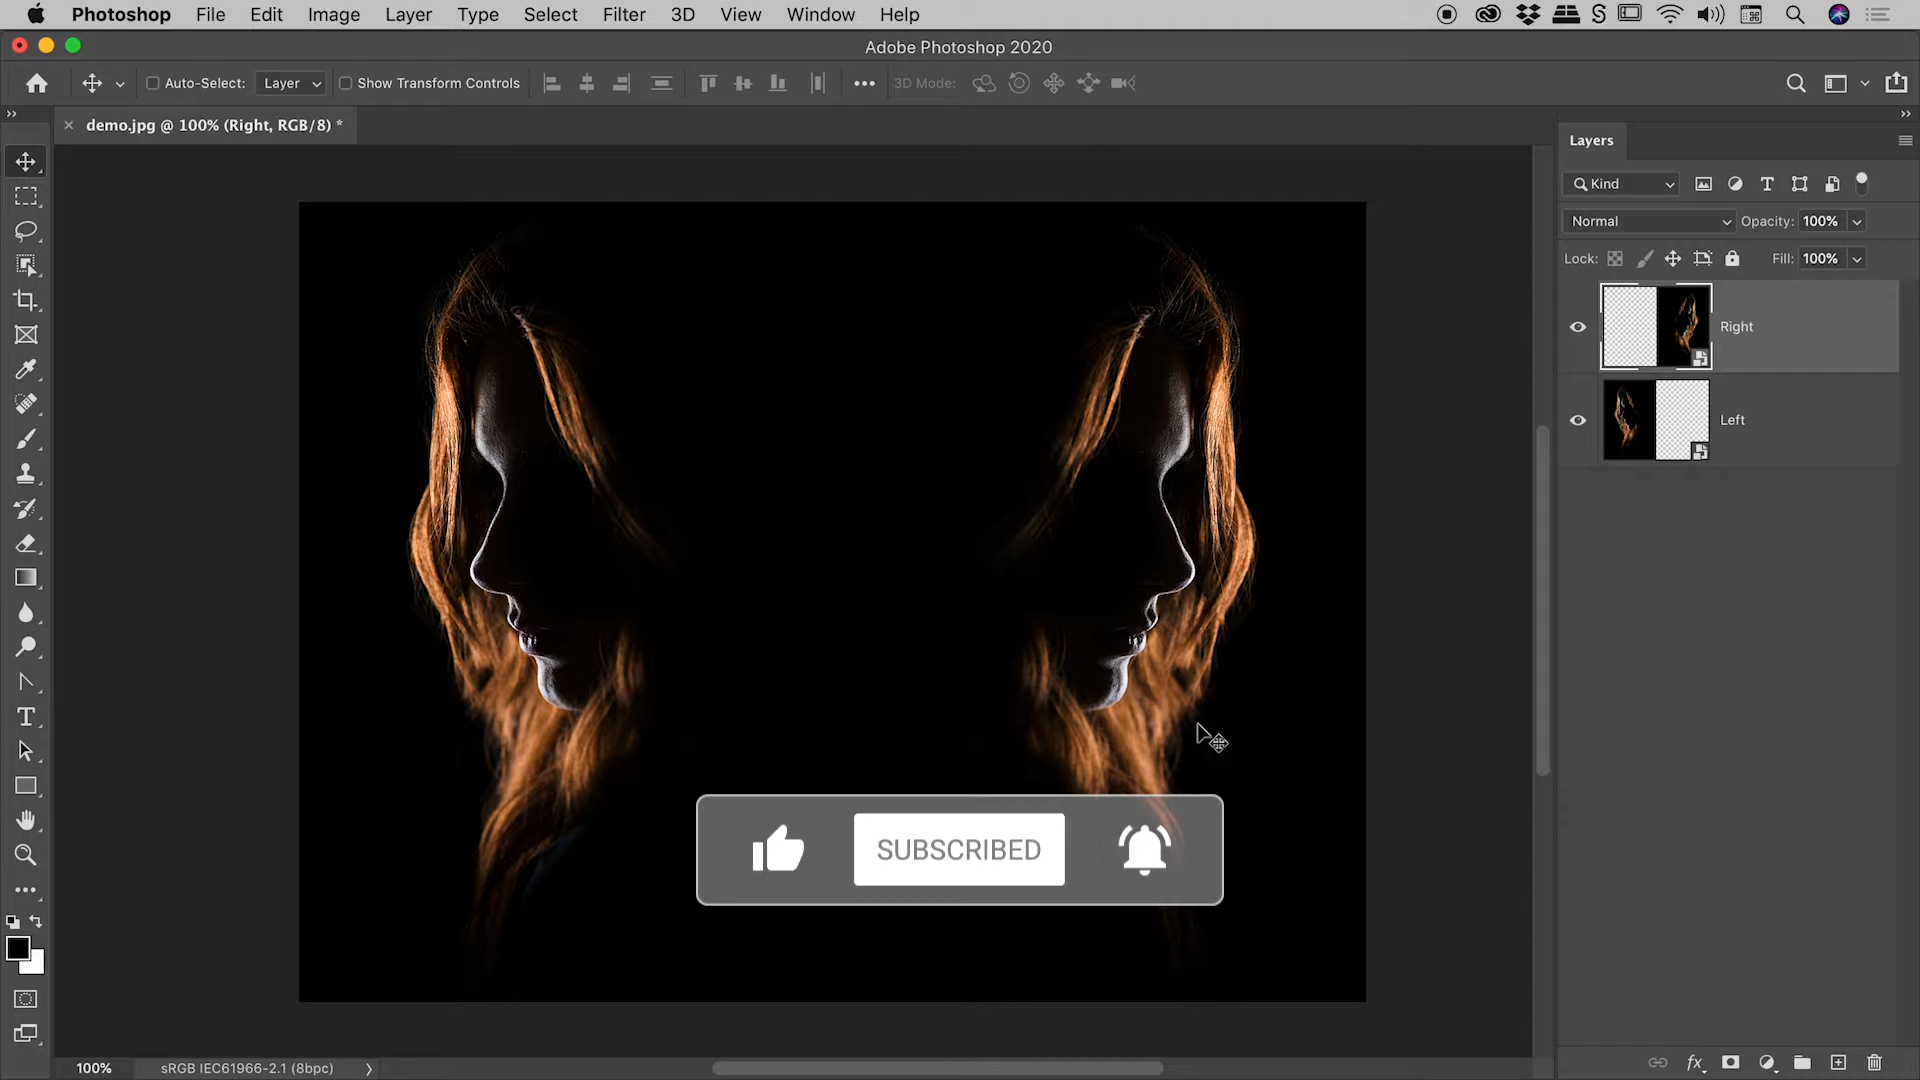 Photoshop File Edit Image Layer Type Select Filter 3D View Window Help
Adobe Photoshop 2020
Auto-Select: Layer Show Transform Controls 3D Mode:
demo.jpg @ 100% (Right, RGB/8) *
Layers
Kind
Normal Opacity: 100%
Lock: Fill: 100%
Right
Left
SUBSCRIBED
100% sRGB IEC61966-2.1 (8bpc)